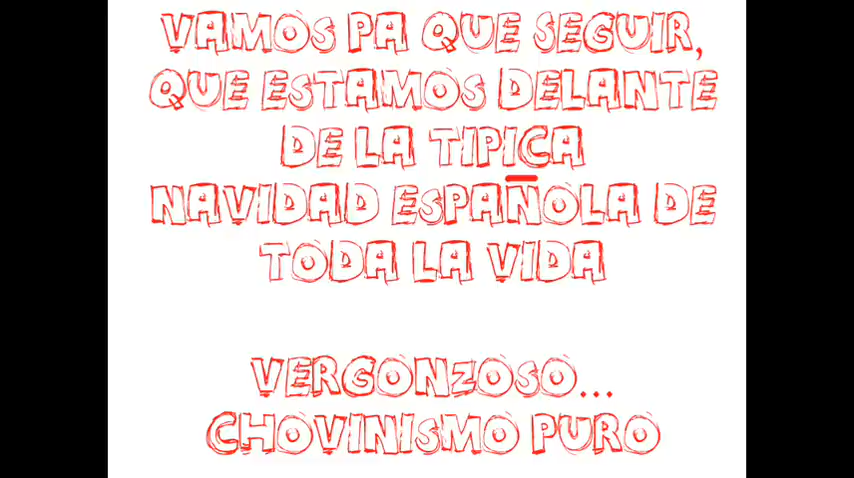 VAMOS PA QUE SEGUIR,
QUE ESTAMOS DELANTE
DE LA TIPICA
NAVIDAD ESPAÑOLA DE
TODA LA VIDA
VERGONZOSO...
CHOVINISMO PURO